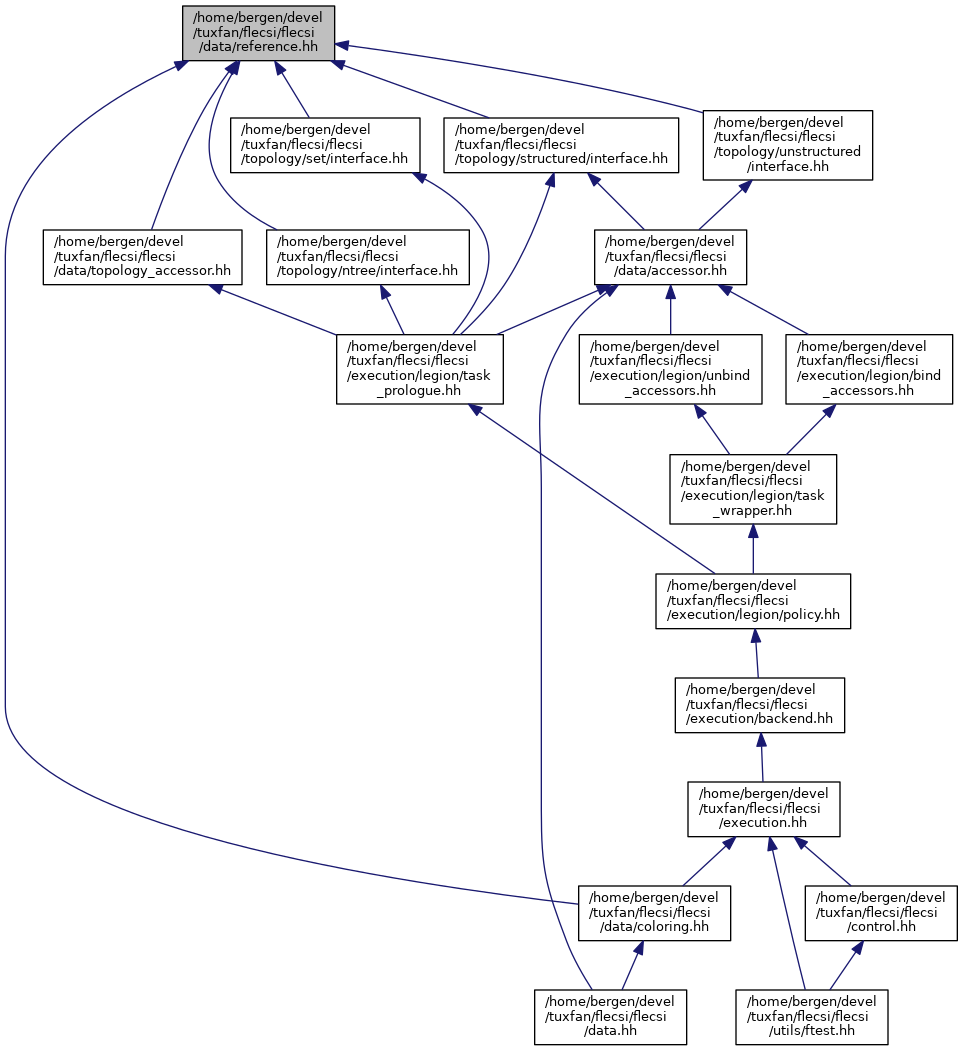 /home/bergen/devel
/tuxfan/flecsi/flecsi
/data/reference.hh
/home/bergen/devel
/tuxfan/flecsi/flecsi
/topology/set/interface.hh
/home/bergen/devel
/tuxfan/flecsi/flecsi
/topology/structured/interface.hh
/home/bergen/devel
/tuxfan/flecsi/flecsi
/topology/unstructured
/interface.hh
/home/bergen/devel
/tuxfan/flecsi/flecsi
/data/topology_accessor.hh
/home/bergen/devel
/tuxfan/flecsi/flecsi
/topology/ntree/interface.hh
/home/bergen/devel
/tuxfan/flecsi/flecsi
/data/accessor.hh
/home/bergen/devel
/tuxfan/flecsi/flecsi
/execution/legion/task
_prologue.hh
/home/bergen/devel
/tuxfan/flecsi/flecsi
/execution/legion/unbind
_accessors.hh
/home/bergen/devel
/tuxfan/flecsi/flecsi
/execution/legion/bind
_accessors.hh
/home/bergen/devel
/tuxfan/flecsi/flecsi
/execution/legion/task
_wrapper.hh
/home/bergen/devel
/tuxfan/flecsi/flecsi
/execution/legion/policy.hh
/home/bergen/devel
/tuxfan/flecsi/flecsi
/execution/backend.hh
/home/bergen/devel
/tuxfan/flecsi/flecsi
/execution.hh
/home/bergen/devel
/tuxfan/flecsi/flecsi
/data/coloring.hh
/home/bergen/devel
/tuxfan/flecsi/flecsi
/control.hh
/home/bergen/devel
/tuxfan/flecsi/flecsi
/data.hh
/home/bergen/devel
/tuxfan/flecsi/flecsi
/utils/ftest.hh